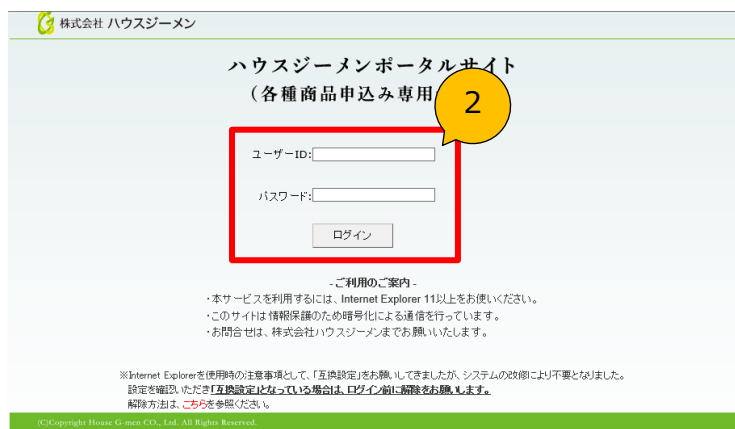 株式会社 ハウスジーメン
ハウスジーメンポータルサイト
(各種商品申込み専用
2
ユーザーID:
パスワード:
ログイン
- ご利用のご案内 -
・本サービスを利用するには、Internet Explorer 11以上をお使いください。
・このサイトは情報保護のため暗号化による通信を行っています。
・お問合せは、株式会社ハウスジーメンまでお願いいたします。
※Internet Explorerを使用時の注意事項として、「互換設定」をお願いしてきましたが、システムの改修により不要となりました。
設定を確認いただき「互換設定」となっている場合は、ログイン前に解除をお願いします。
解除方法は、こちらを参照ください。
(C)Copyright House G-men CO., Ltd. All Rights Reserved.